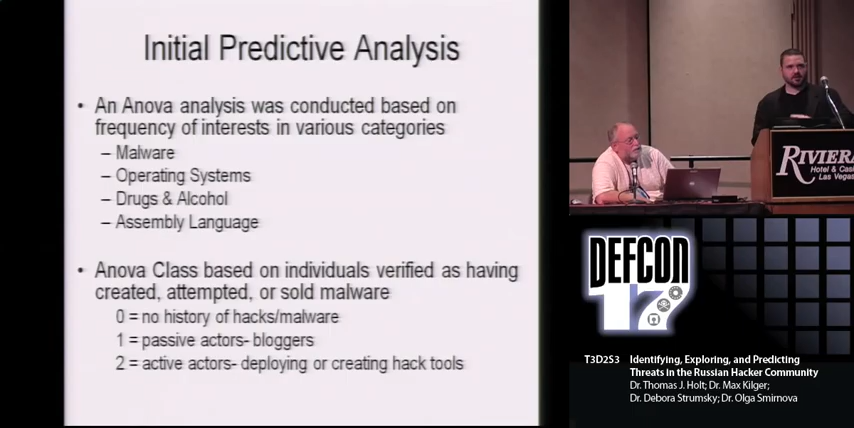 Initial Predictive Analysis
• An Anova analysis was conducted based on
frequency of interests in various categories
– Malware
– Operating Systems
– Drugs & Alcohol
– Assembly Language
• Anova Class based on individuals verified as having
created, attempted, or sold malware
0 = no history of hacks/malware
1 = passive actors- bloggers
2 = active actors- deploying or creating hack tools
RIVIERA
Hotel & Casi
Las Vegas
DEFCON
17
T3D2S3 Identifying, Exploring, and Predicting
Threats in the Russian Hacker Community
Dr. Thomas J. Holt; Dr. Max Kilger;
Dr. Debora Strumsky; Dr. Olga Smirnova